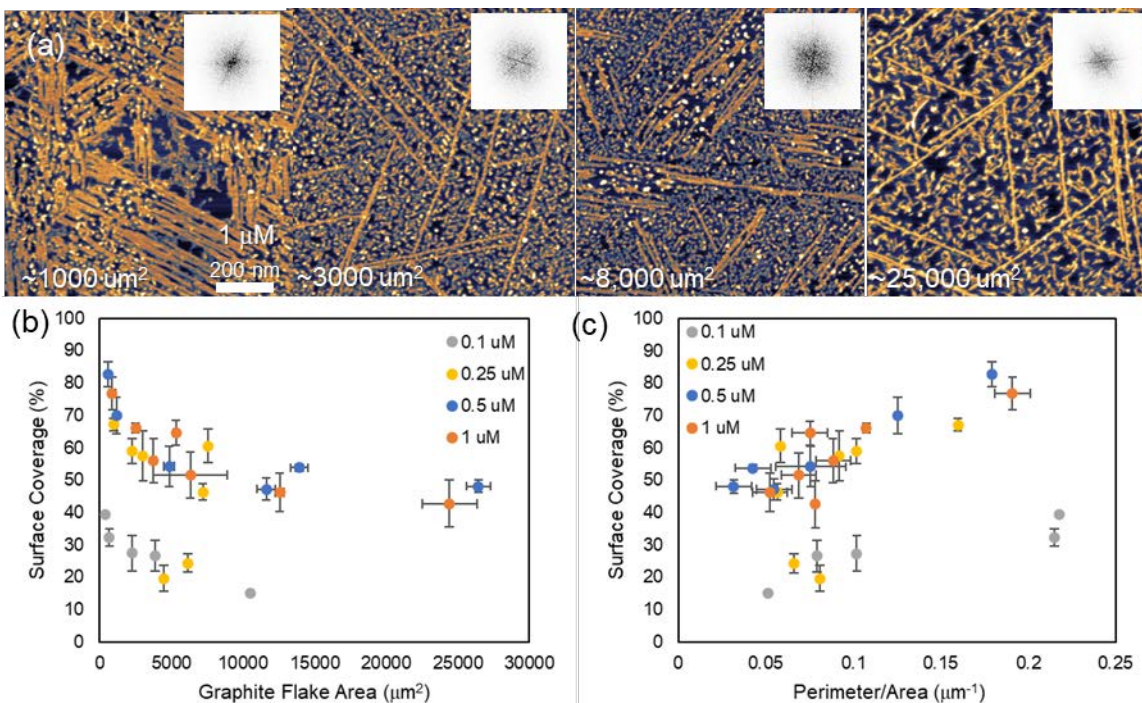 (a)
1 μM
200 nm
~1000 um²
~3000 um²
~8,000 um²
~25,000 um²
(b)
100
90
80
70
60
50
40
30
20
10
0
Surface Coverage (%)
0.1 uM
0.25 uM
0.5 uM
1 uM
0 5000 10000 15000 20000 25000 30000
Graphite Flake Area (μm²)
(c)
100
90
80
70
60
50
40
30
20
10
0
Surface Coverage (%)
0.1 uM
0.25 uM
0.5 uM
1 uM
0 0.05 0.1 0.15 0.2 0.25
Perimeter/Area (μm⁻¹)